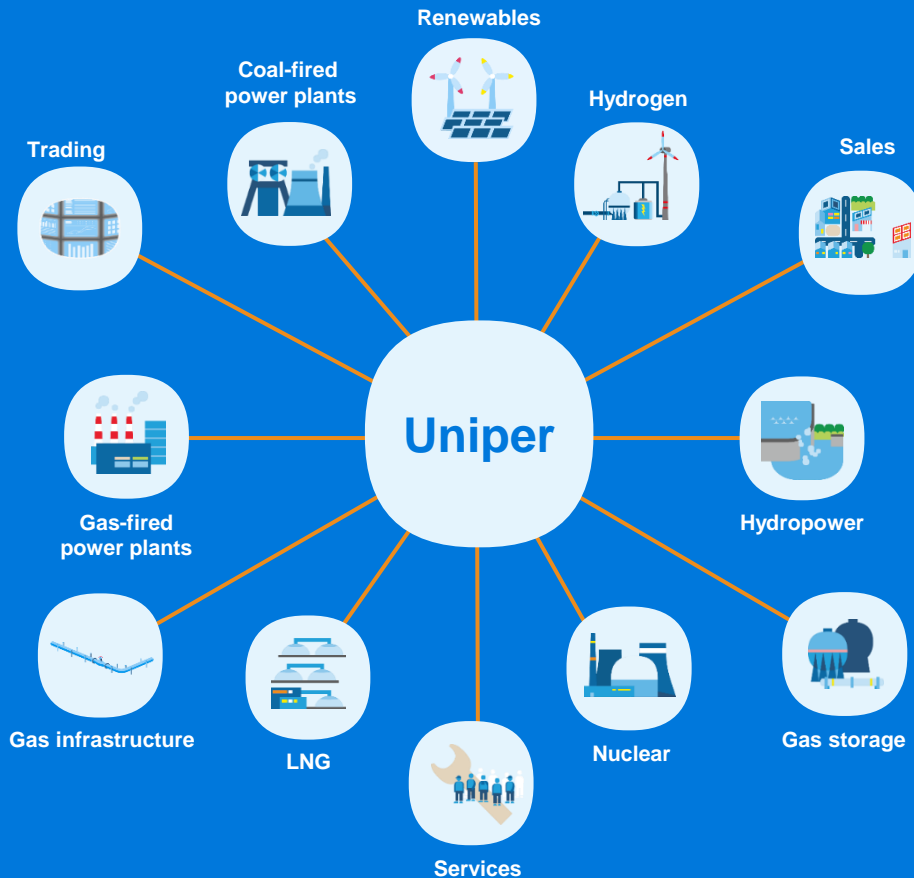 Renewables
Coal-fired
power plants
Hydrogen
Trading
Sales
Uniper
Gas-fired
power plants
Hydropower
Gas infrastructure
LNG
Nuclear
Gas storage
Services